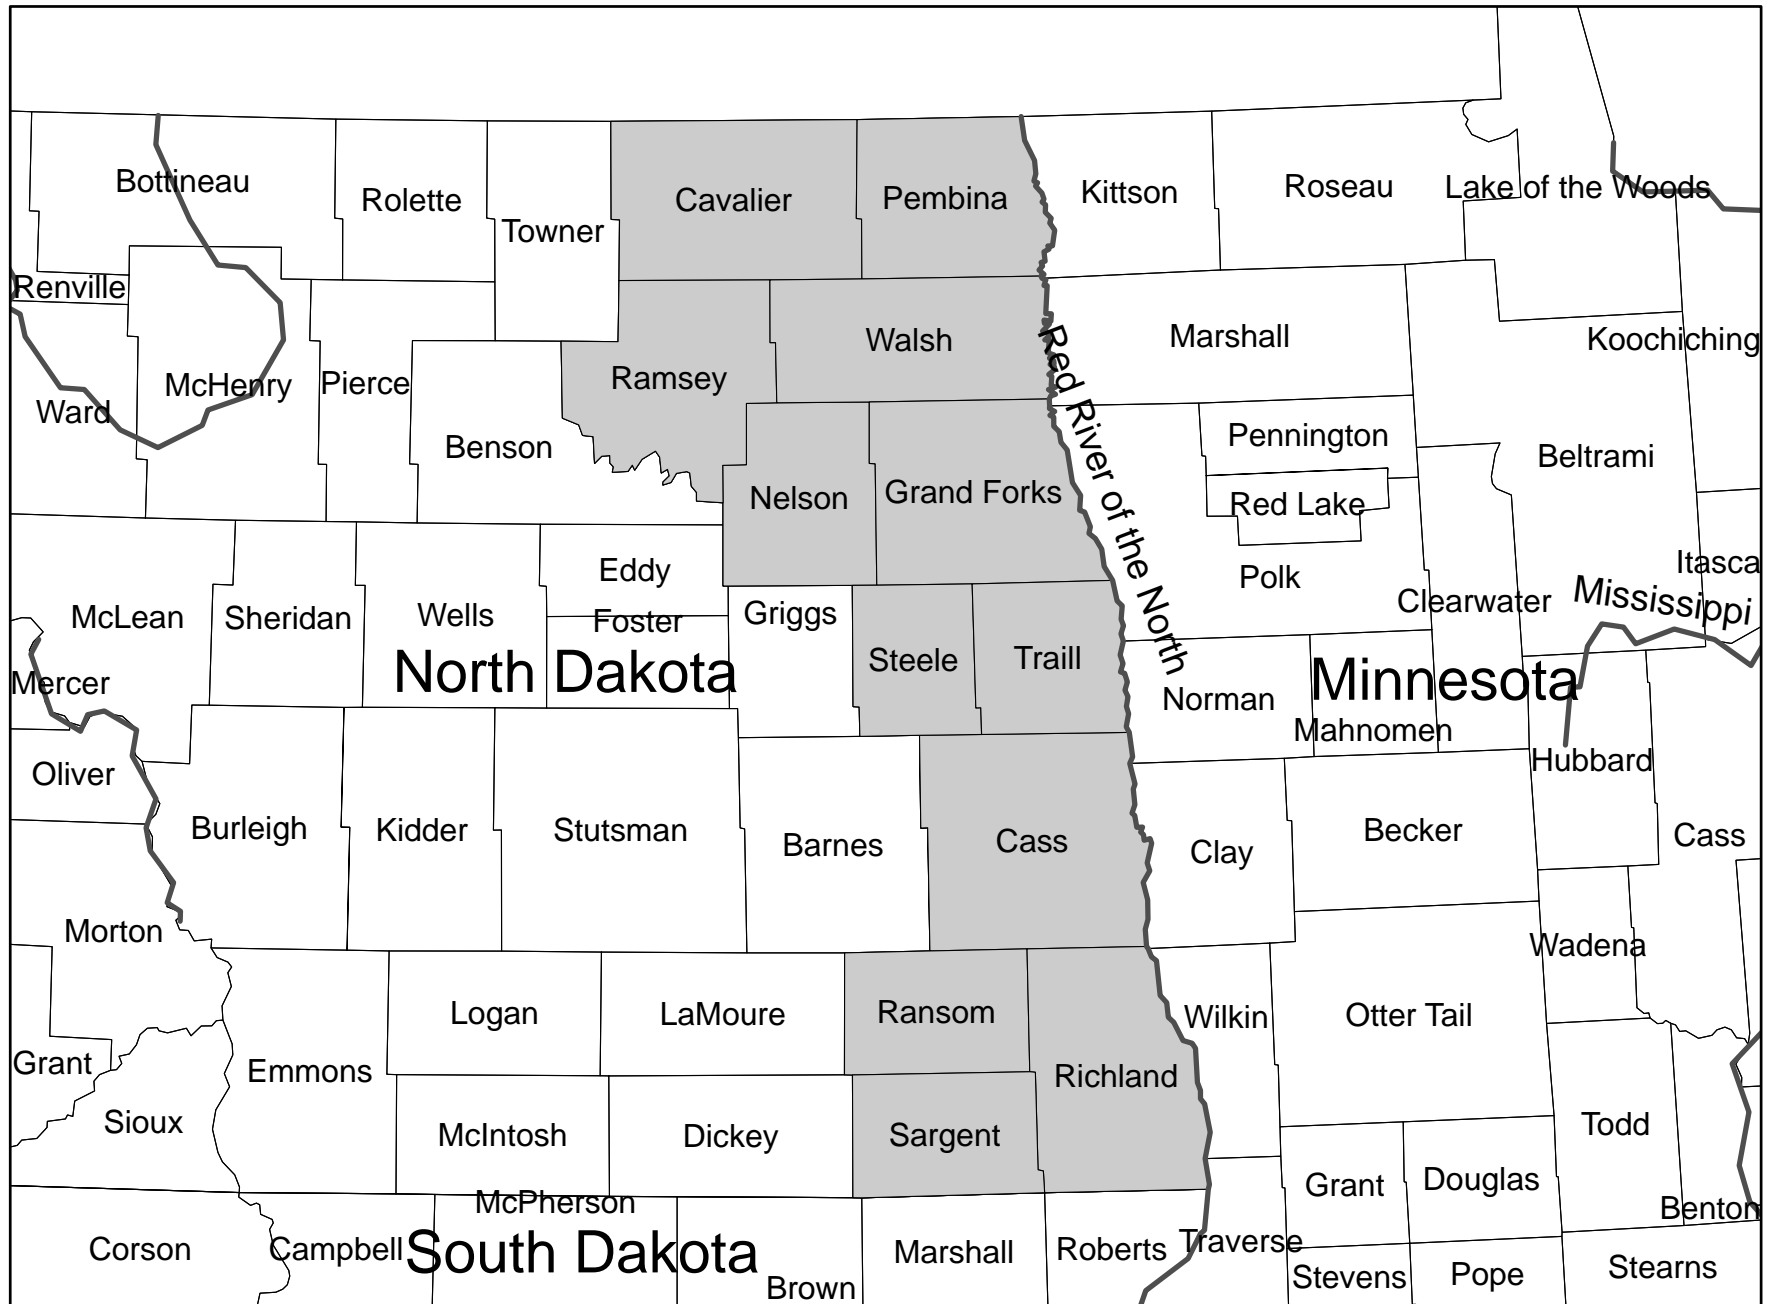 Bottineau
Rolette
Towner
Cavalier
Pembina
Kittson
Roseau
Lake of the Woods
Renville
Ward
McHenry
Pierce
Benson
Ramsey
Walsh
Marshall
Koochiching
Nelson
Grand Forks
Red River of the North
Pennington
Red Lake
Beltrami
Polk
Clearwater
Itasca
Mississippi
McLean
Sheridan
Wells
Eddy
Foster
Griggs
Steele
Traill
Norman
Mahnomen
North Dakota
Minnesota
Mercer
Oliver
Burleigh
Kidder
Stutsman
Barnes
Cass
Clay
Becker
Hubbard
Cass
Morton
Wadena
Grant
Sioux
Emmons
Logan
LaMoure
Ransom
Richland
Wilkin
Otter Tail
McIntosh
Dickey
Sargent
Todd
Grant
Douglas
Benton
McPherson
Corson
Campbell
South Dakota
Brown
Marshall
Roberts
Traverse
Stevens
Pope
Stearns